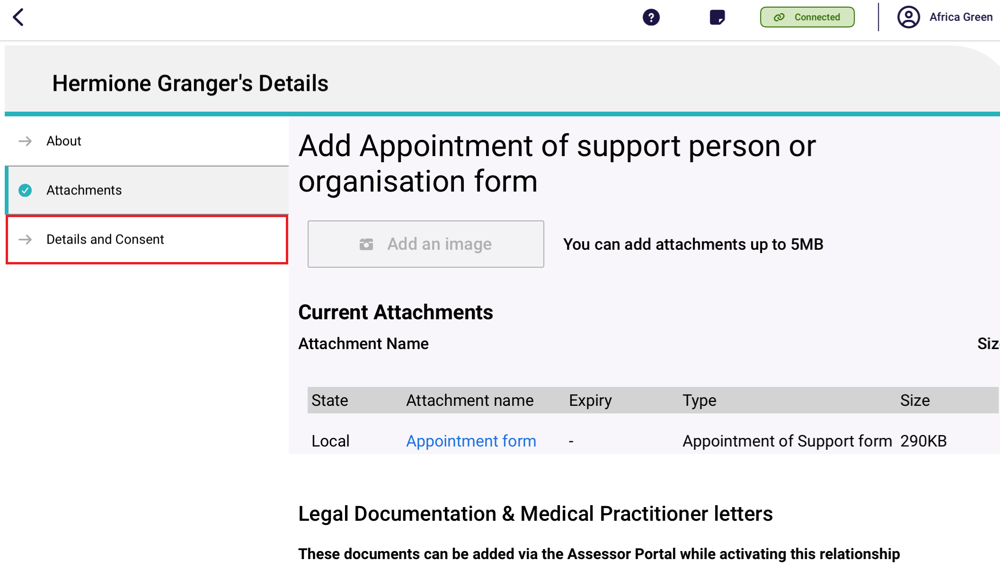 Connected
Africa Green
Hermione Granger's Details
About
Attachments
Details and Consent
Add Appointment of support person or
organisation form
Add an image
You can add attachments up to 5MB
Current Attachments
Attachment Name
State Attachment name Expiry Type Size
Local Appointment form - Appointment of Support form 290KB
Legal Documentation & Medical Practitioner letters
These documents can be added via the Assessor Portal while activating this relationship